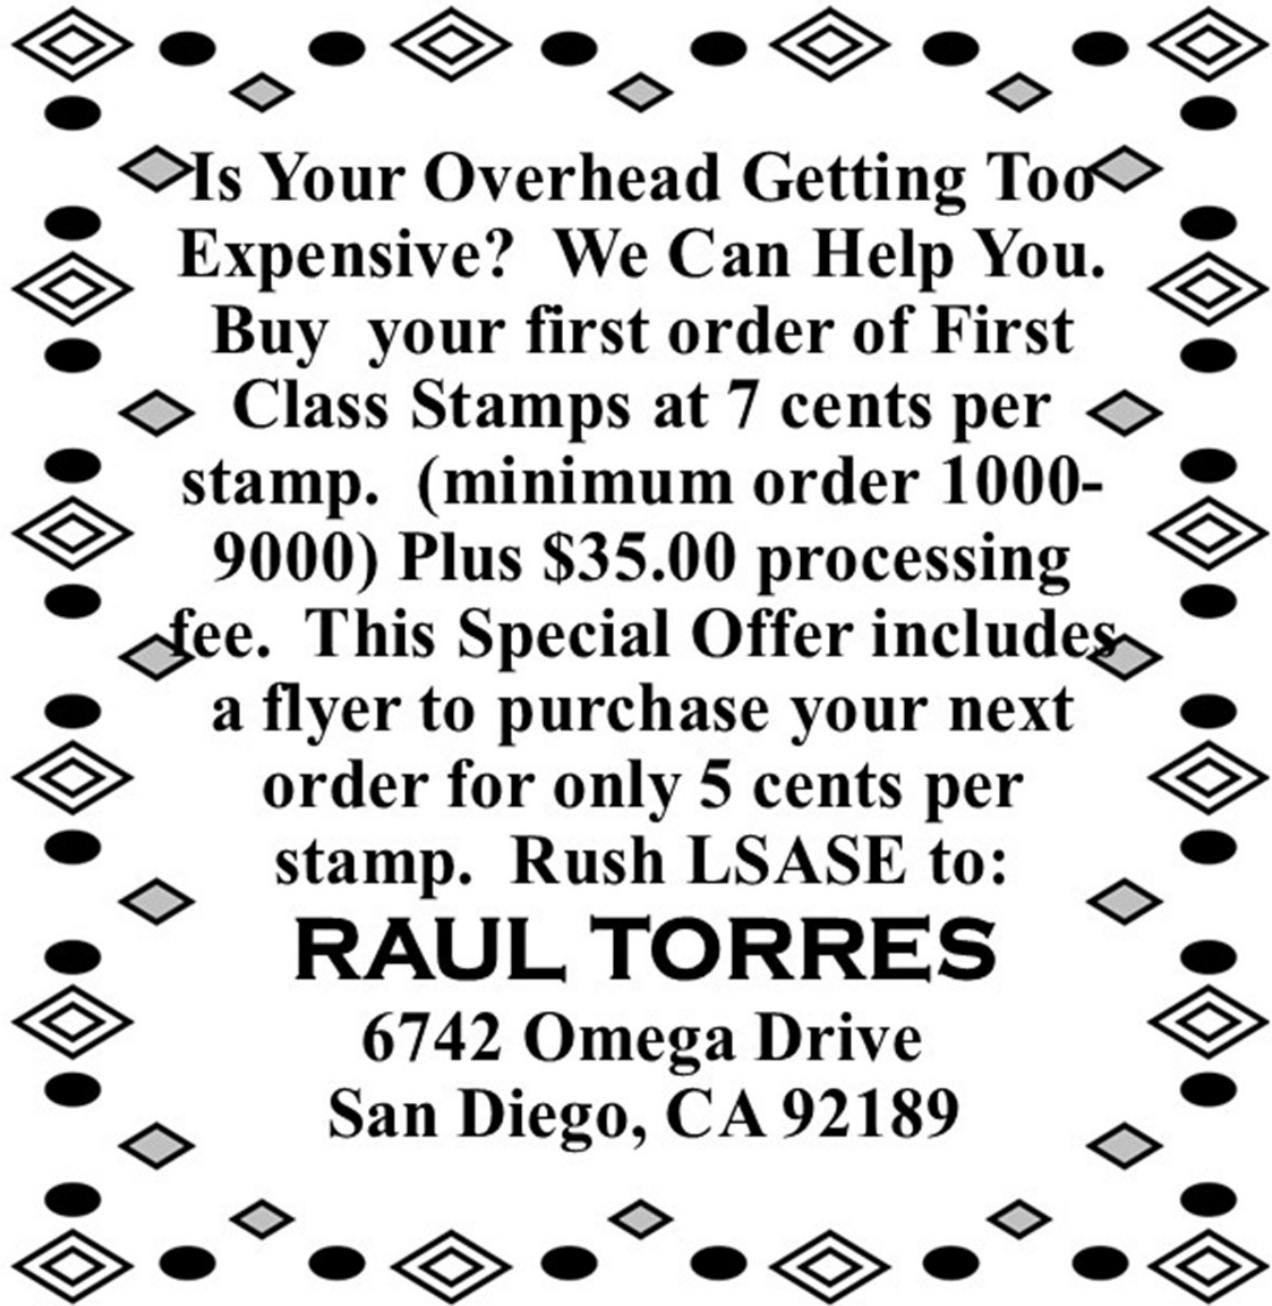 Is Your Overhead Getting Too
Expensive? We Can Help You.
Buy your first order of First
Class Stamps at 7 cents per
stamp. (minimum order 1000-
9000) Plus $35.00 processing
fee. This Special Offer includes
a flyer to purchase your next
order for only 5 cents per
stamp. Rush LSASE to:
RAUL TORRES
6742 Omega Drive
San Diego, CA 92189